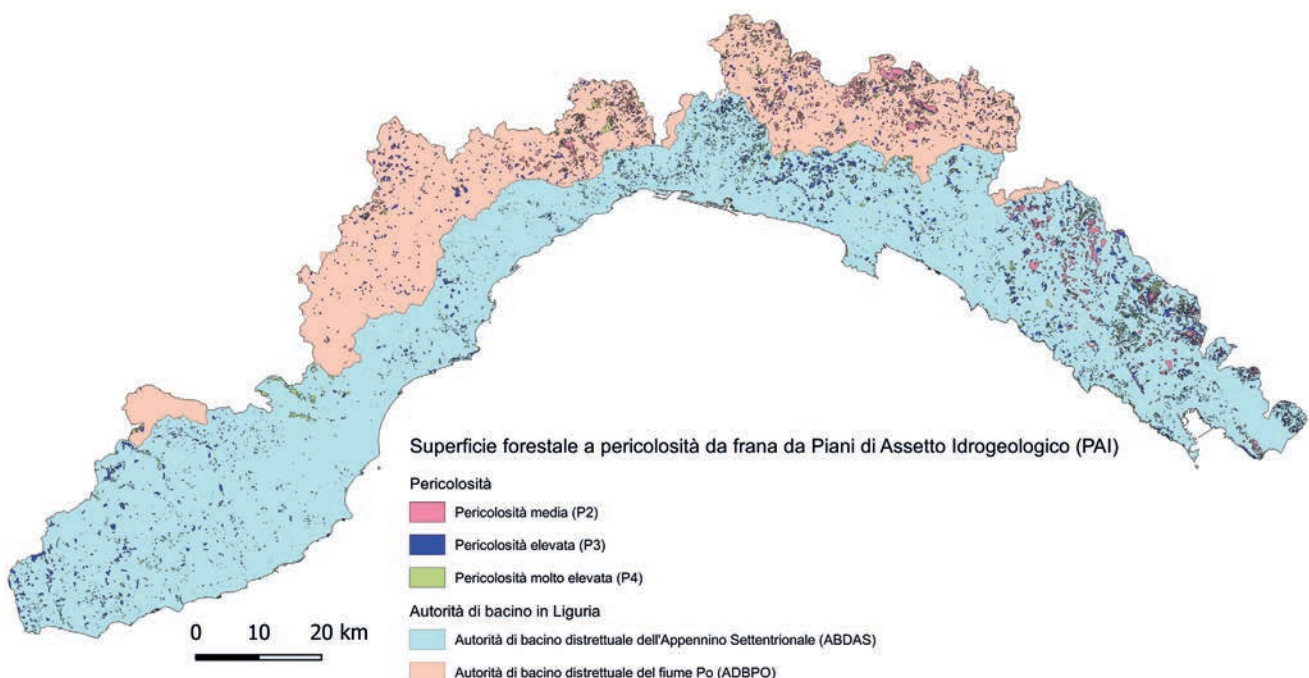 Superficie forestale a pericolosità da frana da Piani di Assetto Idrogeologico (PAI)
Pericolosità
Pericolosità media (P2)
Pericolosità elevata (P3)
Pericolosità molto elevata (P4)
Autorità di bacino in Liguria
0 10 20 km
Autorità di bacino distrettuale dell'Appennino Settentrionale (ABDAS)
Autorità di bacino distrettuale del fiume Po (ADBPO)